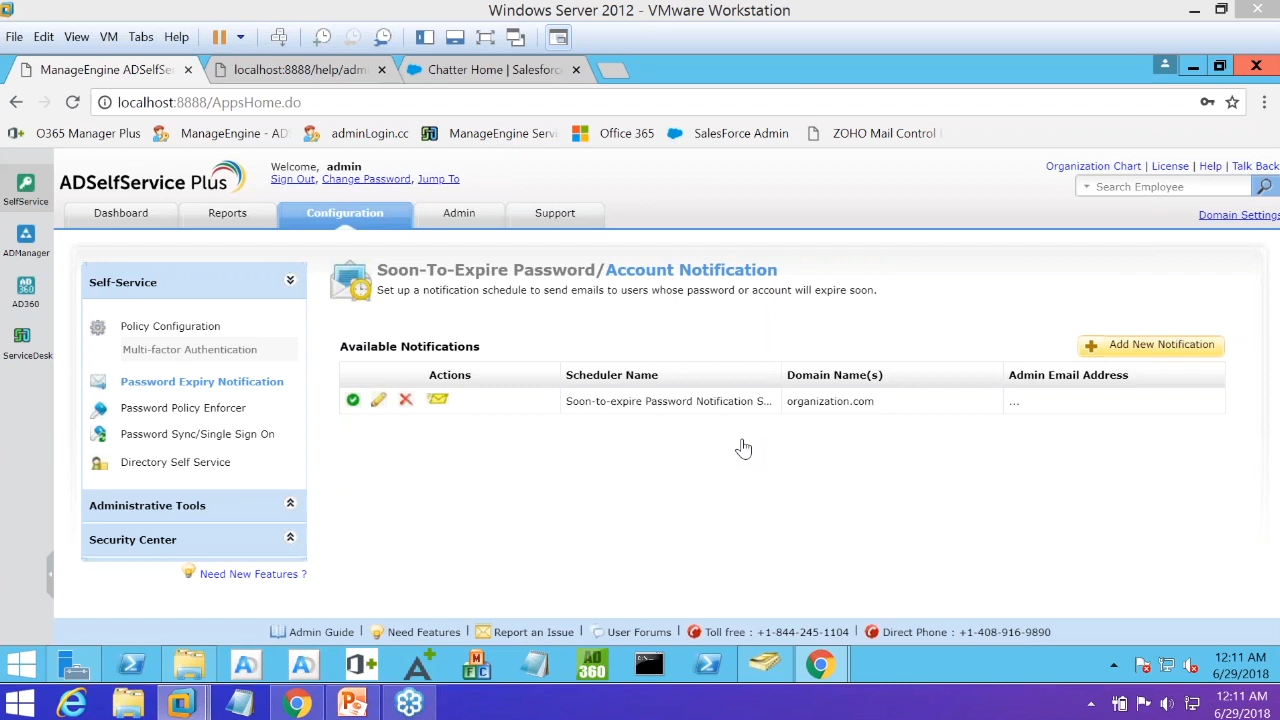 Windows Server 2012 - VMware Workstation
File Edit View VM Tabs Help
ManageEngine ADSelfSer localhost:8888/help/admi Chatter Home | Salesforce
localhost:8888/AppsHome.do
O365 Manager Plus ManageEngine - AD adminLogin.cc ManageEngine Servi Office 365 SalesForce Admin ZOHO Mail Control
SelfService
ADManager
AD360
ServiceDesk
ADSelfService Plus
Welcome, admin
Sign Out, Change Password, Jump To
Organization Chart | License | Help | Talk Back
Search Employee
Dashboard Reports Configuration Admin Support
Domain Settings
Self-Service
Policy Configuration
Multi-factor Authentication
Password Expiry Notification
Password Policy Enforcer
Password Sync/Single Sign On
Directory Self Service
Administrative Tools
Security Center
Need New Features ?
Soon-To-Expire Password/Account Notification
Set up a notification schedule to send emails to users whose password or account will expire soon.
Available Notifications
Add New Notification
Actions Scheduler Name Domain Name(s) Admin Email Address
Soon-to-expire Password Notification S... organization.com ...
Admin Guide | Need Features | Report an Issue | User Forums | Toll free : +1-844-245-1104 | Direct Phone : +1-408-916-9890
AD 360
12:11 AM
6/29/2018
12:11 AM
6/29/2018